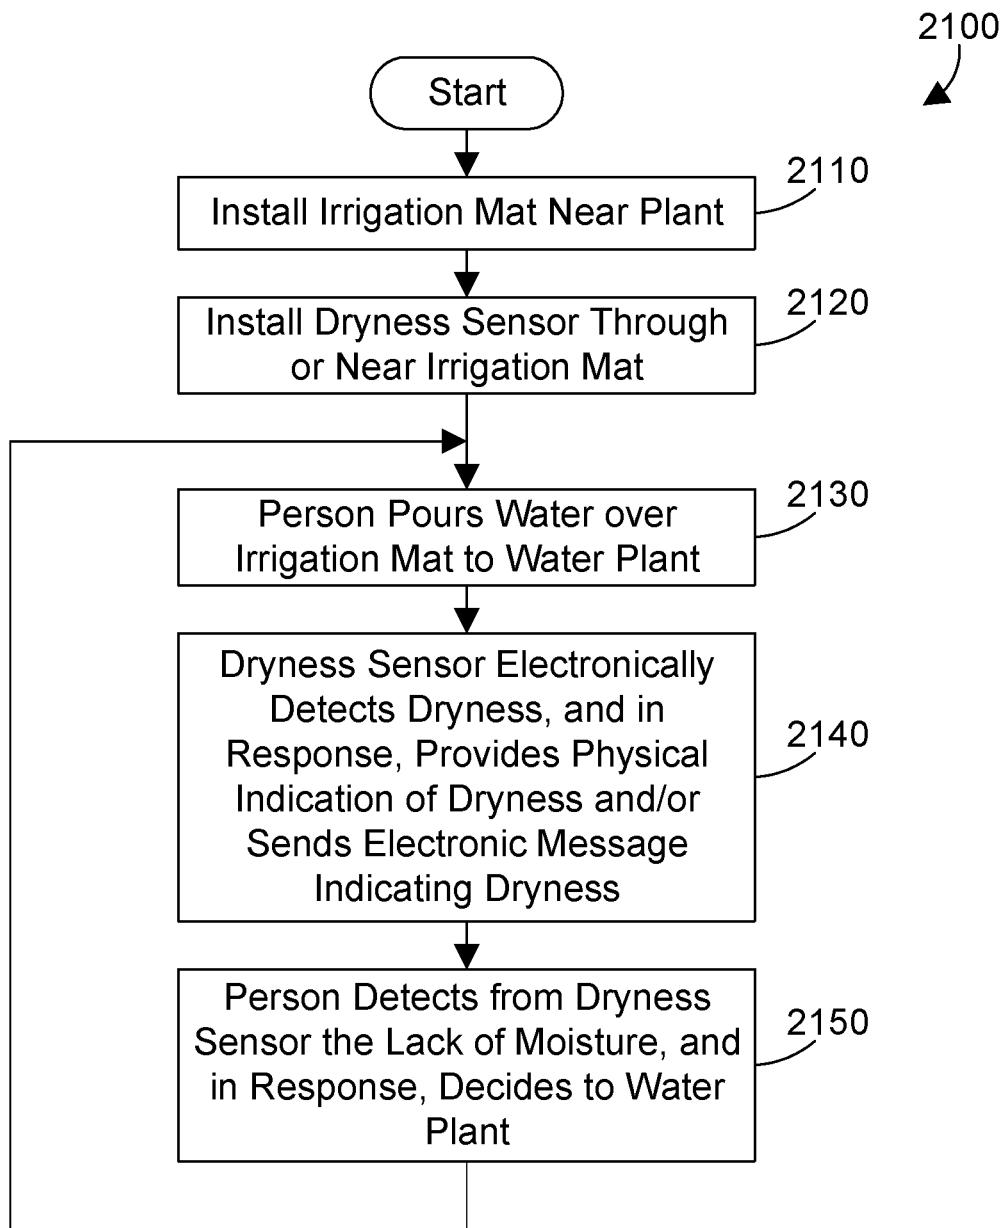 2100
Start
2110
Install Irrigation Mat Near Plant
2120
Install Dryness Sensor Through
or Near Irrigation Mat
2130
Person Pours Water over
Irrigation Mat to Water Plant
Dryness Sensor Electronically
Detects Dryness, and in
Response, Provides Physical
Indication of Dryness and/or
Sends Electronic Message
Indicating Dryness
2140
Person Detects from Dryness
Sensor the Lack of Moisture, and
in Response, Decides to Water
Plant
2150